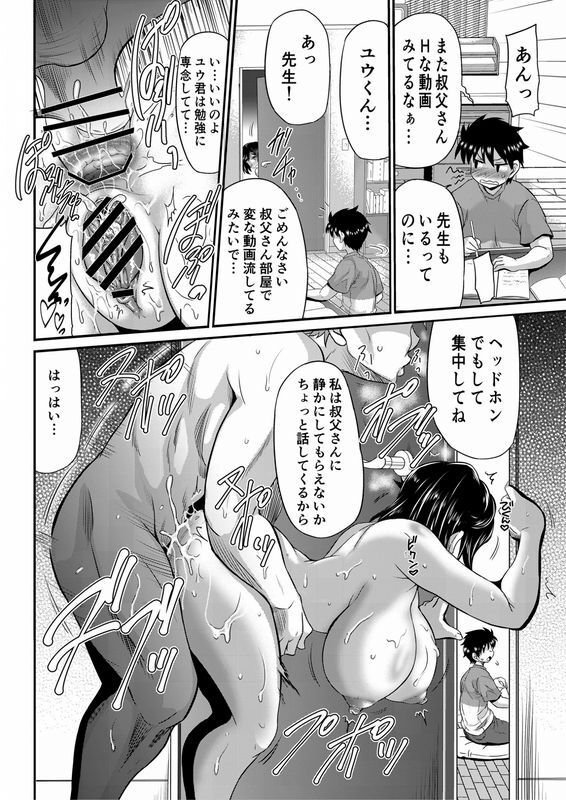 あんっ
また叔父さん
Hな動画
みてるなぁ…
先生も
いるって
のに…
ユウくん…
あっ
先生！
ガチャ…
ごめんなさい
叔父さん部屋で
変な動画流してる
みたいで…
い…いいのよ
ユウ君は勉強に
専念してて…
ヘッドホン
でもして
集中してね
私は叔父さんに
静かにしてもらえないか
ちょっと話してくるから
はっはい…